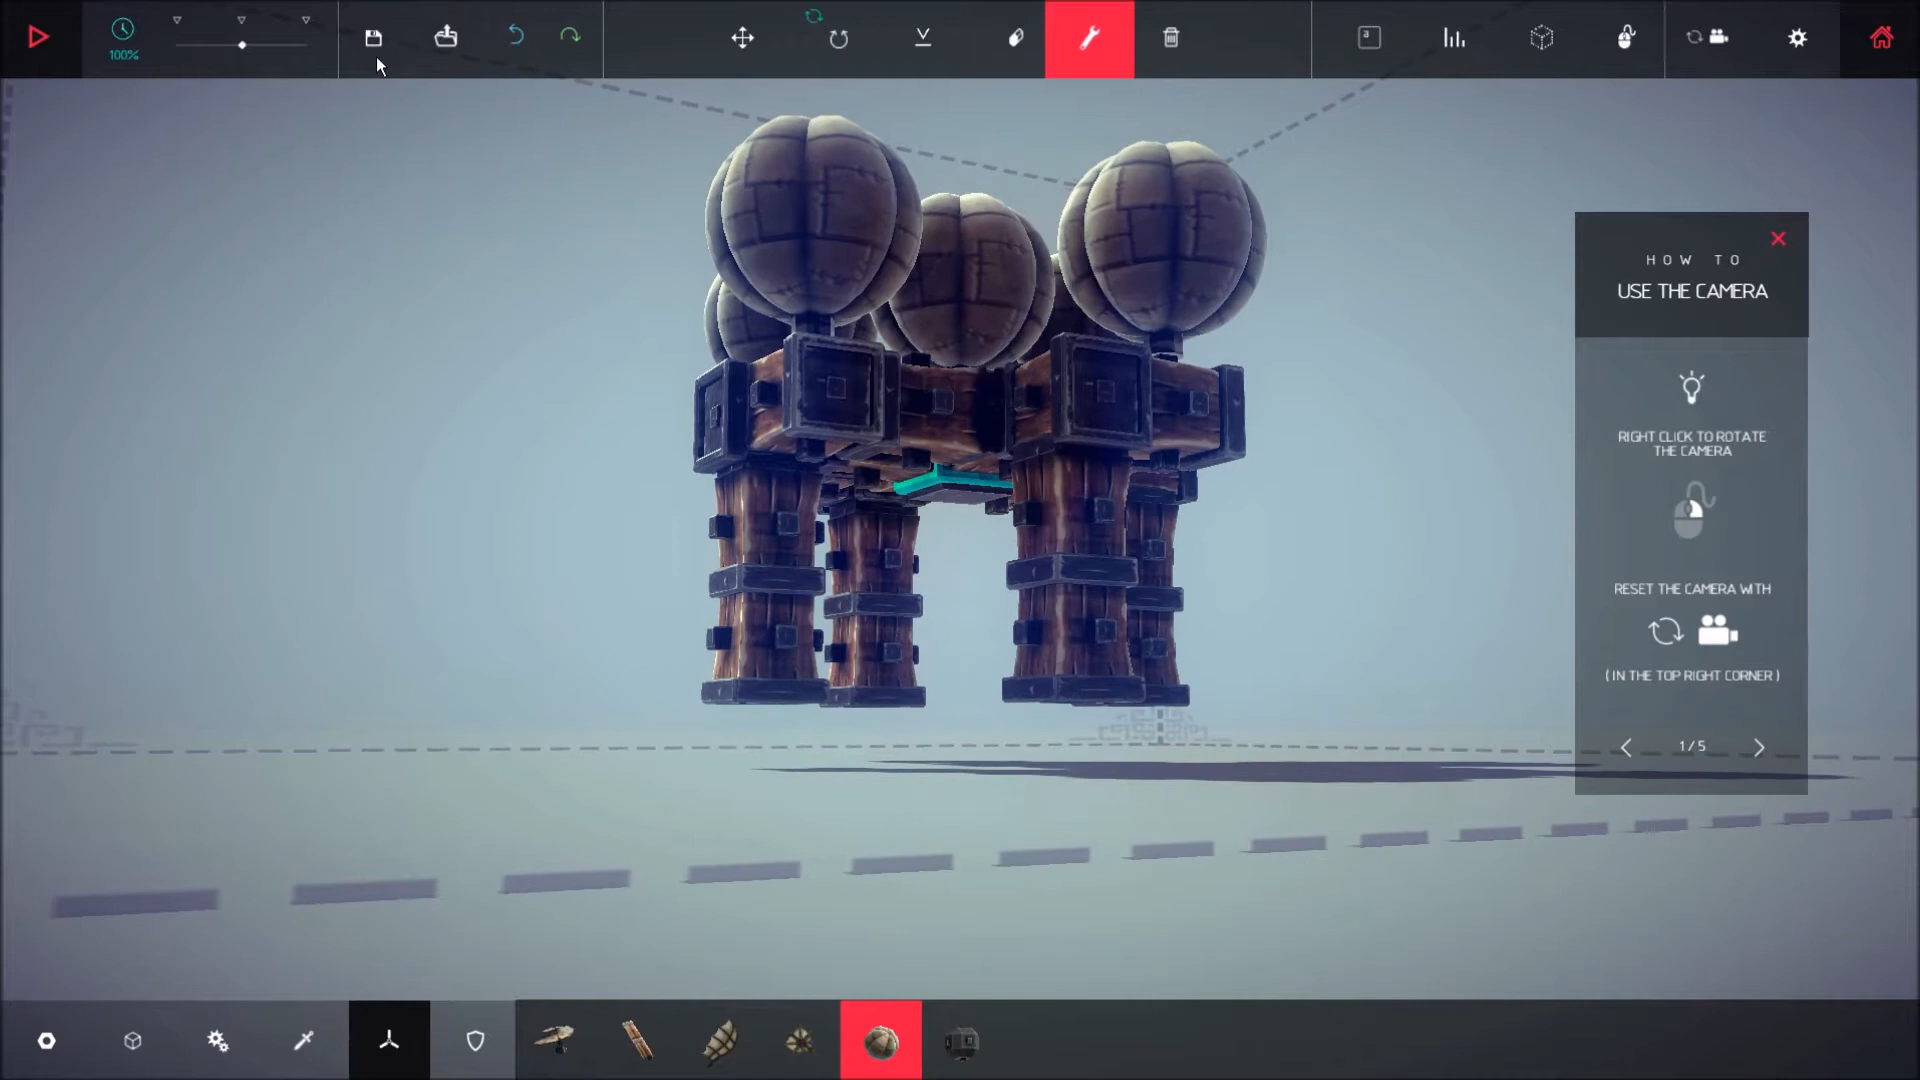 100%
a
HOW TO
USE THE CAMERA
RIGHT CLICK TO ROTATE
THE CAMERA
RESET THE CAMERA WITH
( IN THE TOP RIGHT CORNER )
1/5